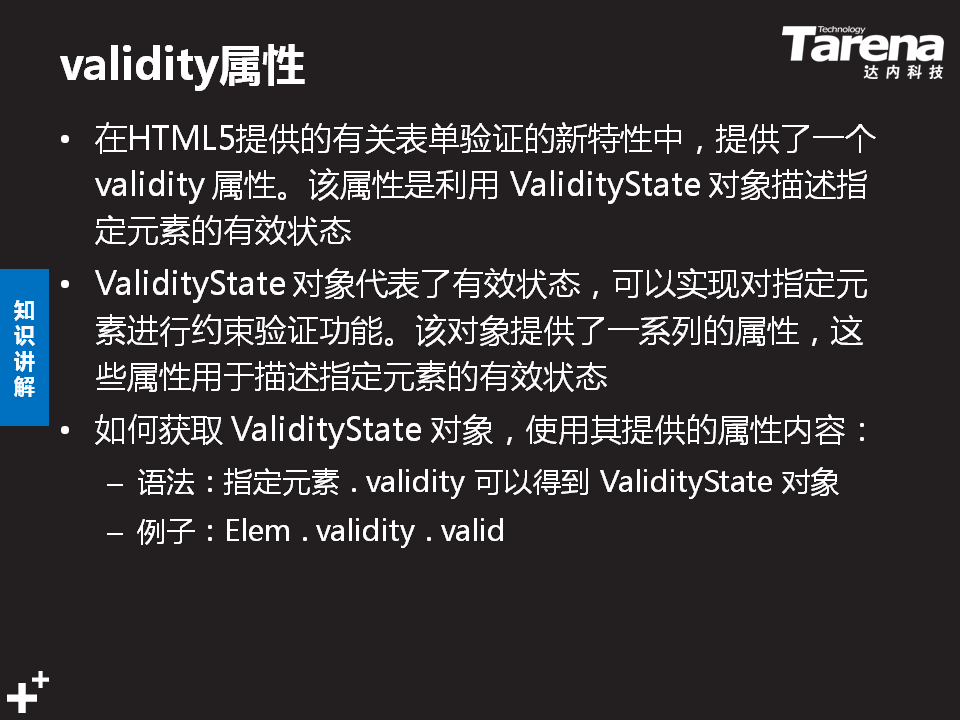 Technology
Tarena
达内科技
validity属性
• 在HTML5提供的有关表单验证的新特性中，提供了一个
validity 属性。该属性是利用 ValidityState 对象描述指
定元素的有效状态
• ValidityState 对象代表了有效状态，可以实现对指定元
素进行约束验证功能。该对象提供了一系列的属性，这
些属性用于描述指定元素的有效状态
• 如何获取 ValidityState 对象，使用其提供的属性内容：
– 语法：指定元素 . validity 可以得到 ValidityState 对象
– 例子：Elem . validity . valid
知
识
讲
解